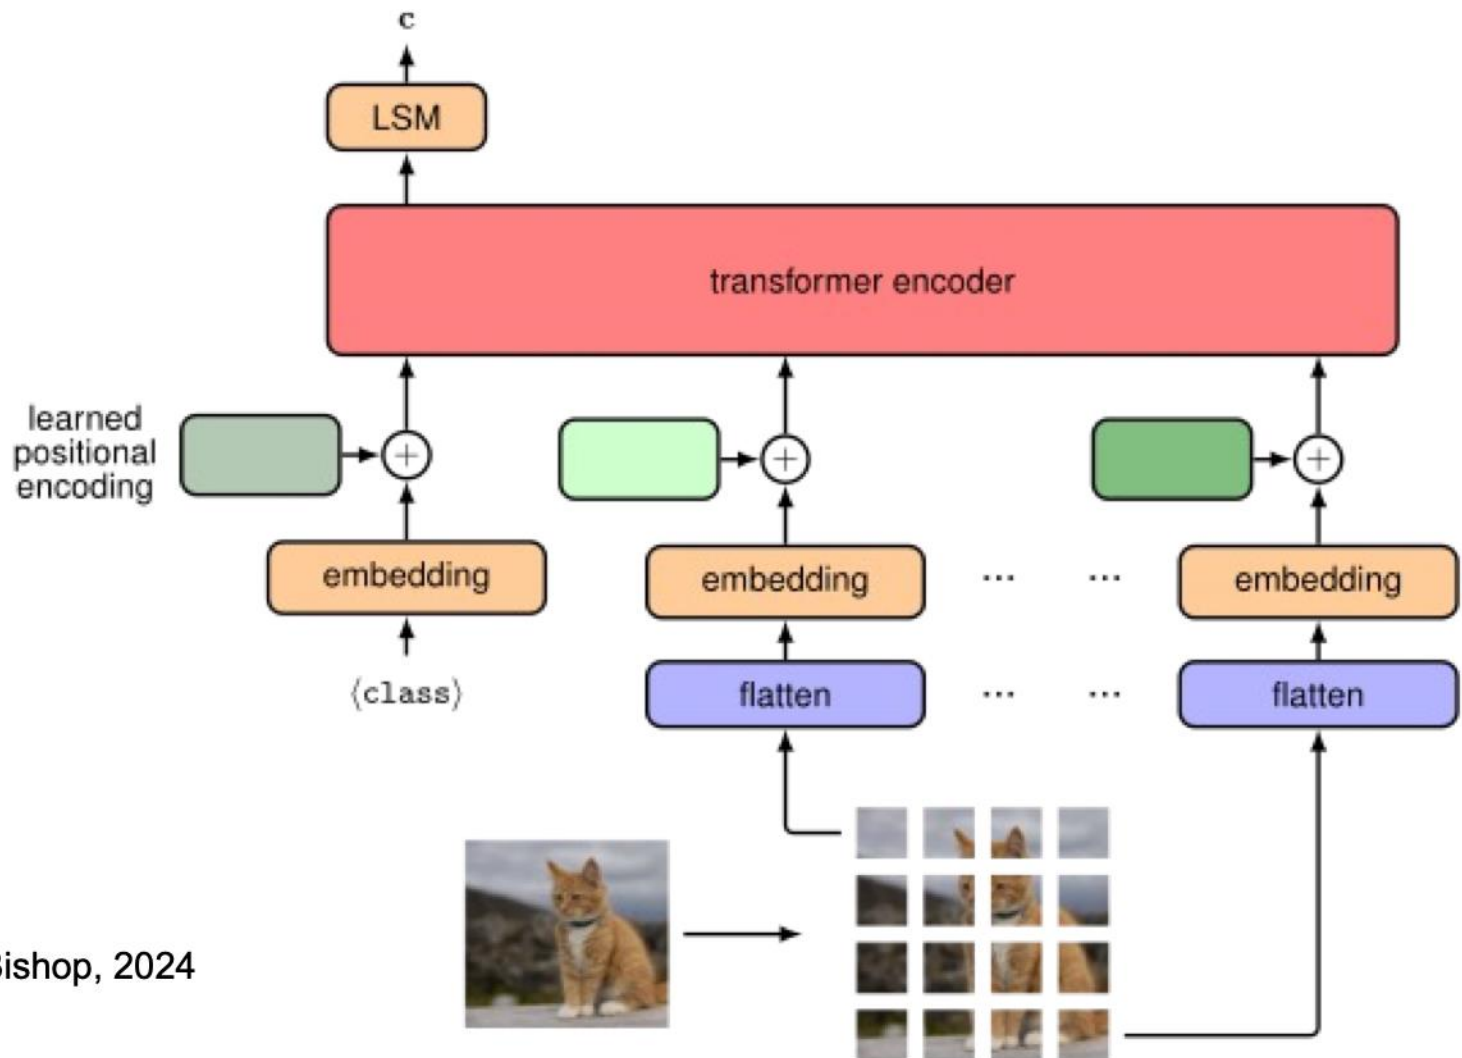 c
LSM
transformer encoder
learned
positional
encoding
+
+
+
embedding
embedding
... ...
embedding
⟨class⟩
flatten
... ...
flatten
ishop, 2024